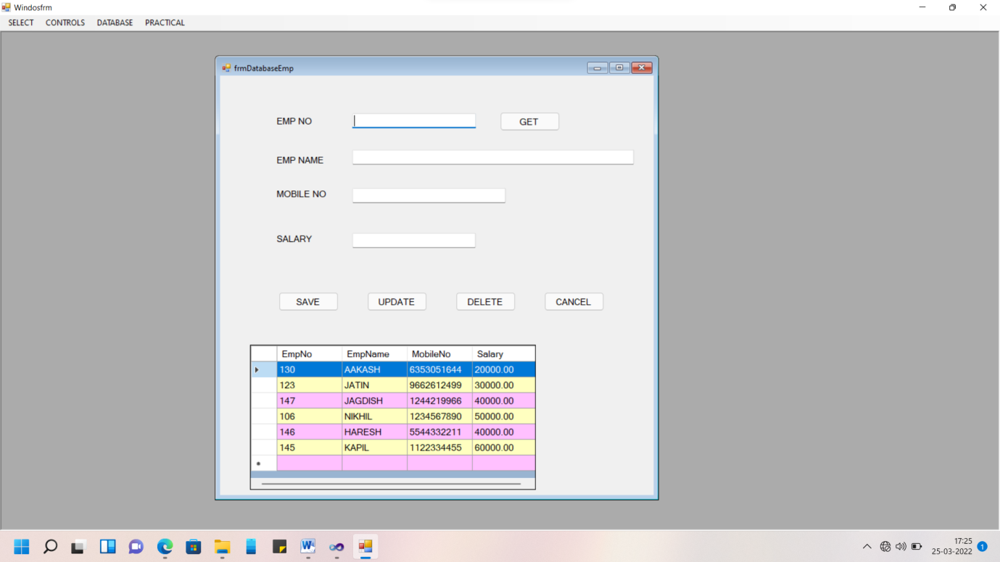 Windosfrm
SELECT CONTROLS DATABASE PRACTICAL
frmDatabaseEmp
EMP NO GET
EMP NAME
MOBILE NO
SALARY
SAVE UPDATE DELETE CANCEL
EmpNo EmpName MobileNo Salary
130 AAKASH 6353051644 20000.00
123 JATIN 9662612499 30000.00
147 JAGDISH 1244219966 40000.00
106 NIKHIL 1234567890 50000.00
146 HARESH 5544332211 40000.00
145 KAPIL 1122334455 60000.00
17:25
25-03-2022 1